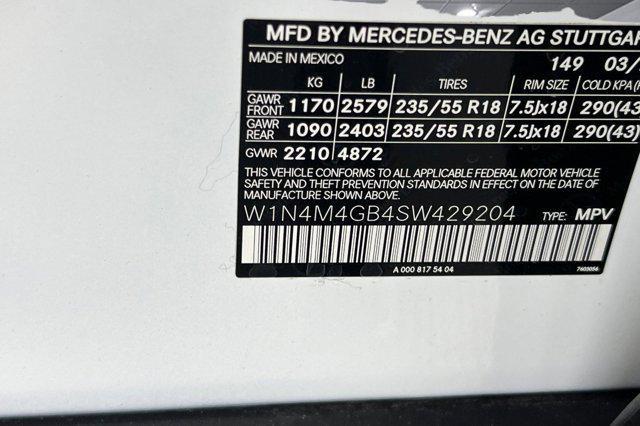 MFD BY MERCEDES-BENZ AG STUTTGAR
MADE IN MEXICO 149 03/
KG LB TIRES RIM SIZE COLD KPA(
GAWR FRONT 1170 2579 235/55 R18 7.5Jx18 290(43
GAWR REAR 1090 2403 235/55 R18 7.5Jx18 290(43)
GVWR 2210 4872
THIS VEHICLE CONFORMS TO ALL APPLICABLE FEDERAL MOTOR VEHICLE
SAFETY AND THEFT PREVENTION STANDARDS IN EFFECT ON THE DATE OF
MANUFACTURE SHOWN ABOVE.
W1N4M4GB4SW429204 TYPE: MPV
A 000 817 54 04 7603056